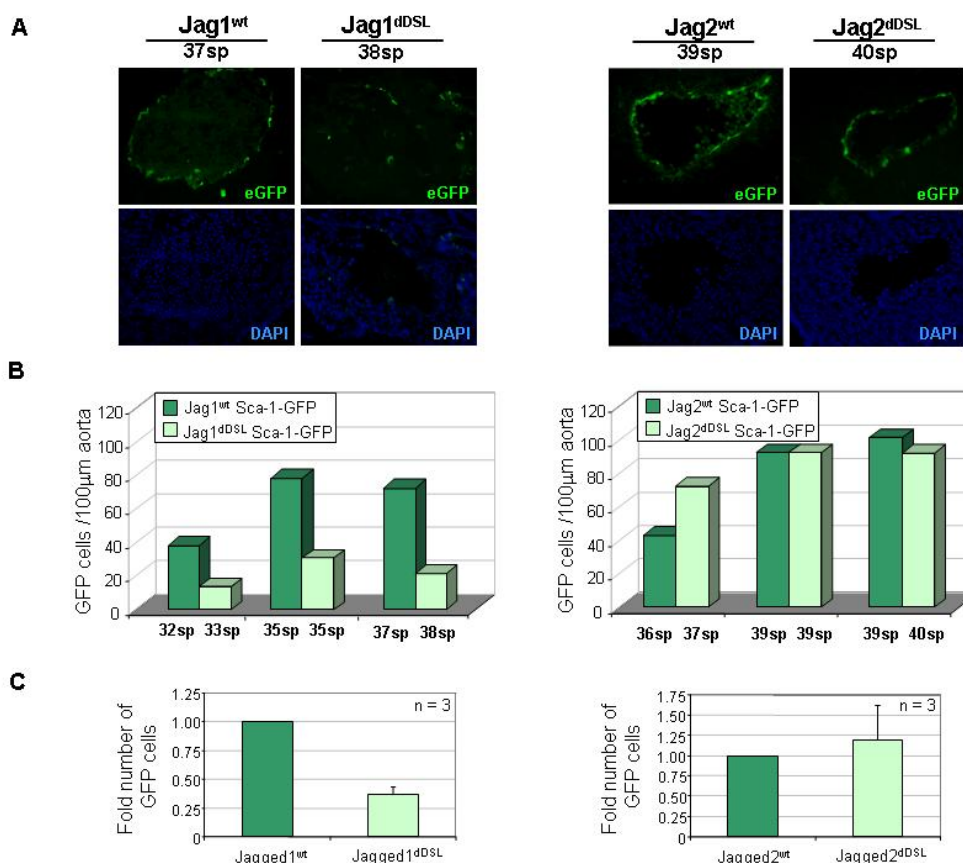 A
Jag1wt
37sp
Jag1dDSL
38sp
Jag2wt
39sp
Jag2dDSL
40sp
eGFP
eGFP
eGFP
eGFP
DAPI
DAPI
DAPI
DAPI
B
GFP cells /100µm aorta
120
100
80
60
40
20
0
Jag1wt Sca-1-GFP
Jag1dDSL Sca-1-GFP
32sp 33sp 35sp 35sp 37sp 38sp
GFP cells /100µm aorta
120
100
80
60
40
20
0
Jag2wt Sca-1-GFP
Jag2dDSL Sca-1-GFP
36sp 37sp 39sp 39sp 39sp 40sp
C
Fold number of
GFP cells
1.25
1.00
0.75
0.50
0.25
0
n = 3
Jagged1wt Jagged1dDSL
Fold number of
GFP cells
1.75
1.50
1.25
1.00
0.75
0.50
0.25
0
n = 3
Jagged2wt Jagged2dDSL